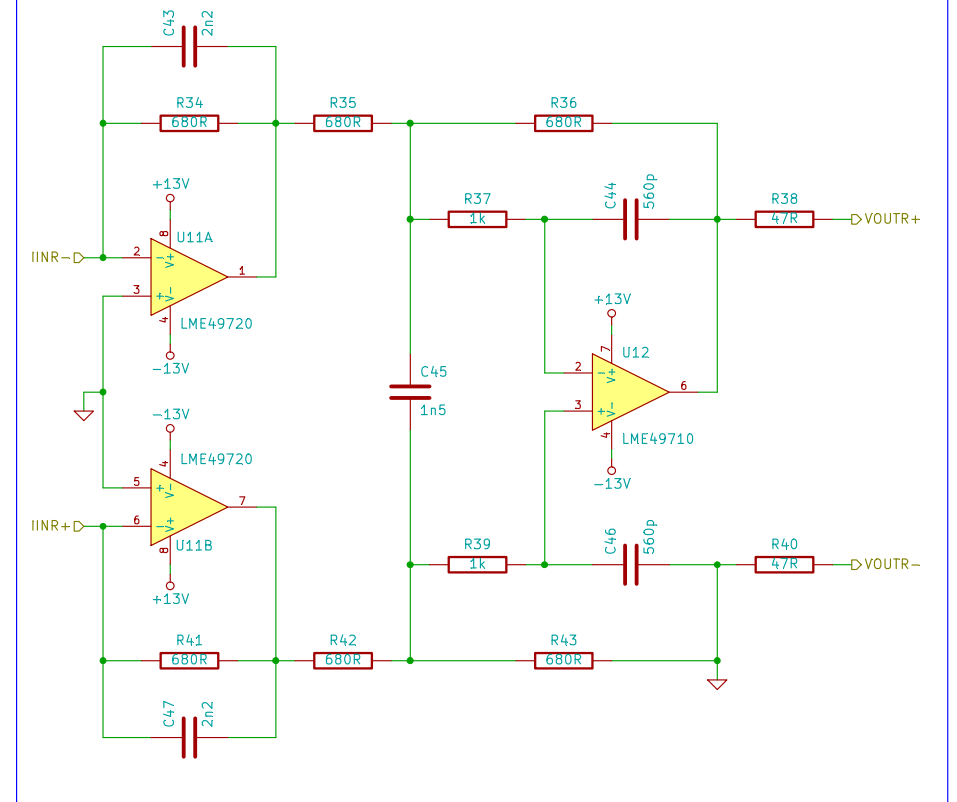 C43
2n2
R34
680R
R35
680R
R36
680R
+13V
8
U11A
R37
1k
C44
560p
R38
47R
VOUTR+
IINR-
2
-
V+
1
3
+
V-
4
LME49720
-13V
+13V
7
U12
2
-
V+
6
3
+
V-
4
LME49710
-13V
C45
1n5
-13V
4
LME49720
5
+
V-
7
IINR+
6
-
V+
8
U11B
+13V
R39
1k
C46
560p
R40
47R
VOUTR-
R41
680R
R42
680R
R43
680R
C47
2n2